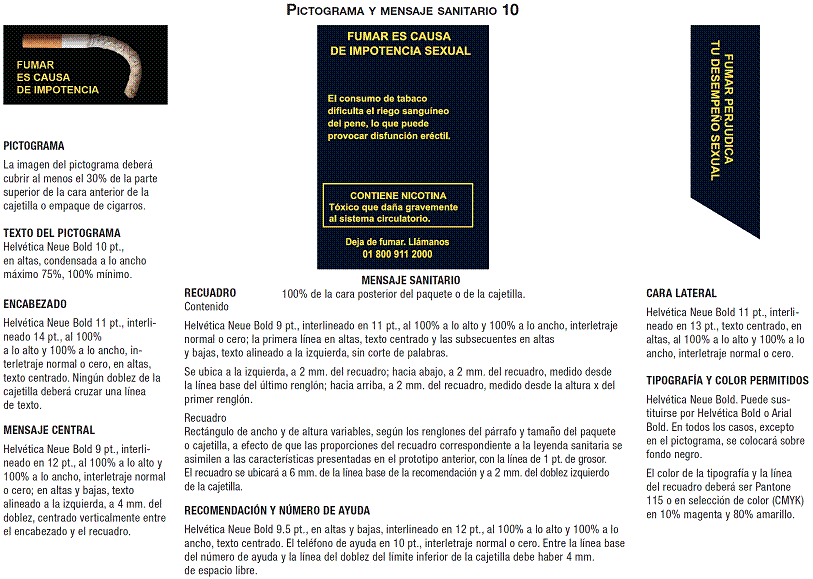 PICTOGRAMA Y MENSAJE SANITARIO 10
FUMAR
ES CAUSA
DE IMPOTENCIA
PICTOGRAMA
La imagen del pictograma deberá
cubrir al menos el 30% de la parte
superior de la cara anterior de la
cajetilla o empaque de cigarros.
TEXTO DEL PICTOGRAMA
Helvética Neue Bold 10 pt.,
en altas, condensada a lo ancho
máximo 75%, 100% mínimo.
ENCABEZADO
Helvética Neue Bold 11 pt., interli-
neado 14 pt., al 100%
a lo alto y 100% a lo ancho, in-
terletraje normal o cero, en altas,
texto centrado. Ningún doblez de la
cajetilla deberá cruzar una línea
de texto.
MENSAJE CENTRAL
Helvética Neue Bold 9 pt., interli-
neado en 12 pt., al 100% a lo alto y
100% a lo ancho, interletraje normal
o cero; en altas y bajas, texto
alineado a la izquierda, a 4 mm. del
doblez, centrado verticalmente entre
el encabezado y el recuadro.
FUMAR ES CAUSA
DE IMPOTENCIA SEXUAL
El consumo de tabaco
dificulta el riego sanguíneo
del pene, lo que puede
provocar disfunción eréctil.
CONTIENE NICOTINA
Tóxico que daña gravemente
al sistema circulatorio.
Deja de fumar. Llámanos
01 800 911 2000
MENSAJE SANITARIO
100% de la cara posterior del paquete o de la cajetilla.
RECUADRO
Contenido
Helvética Neue Bold 9 pt., interlineado en 11 pt., al 100% a lo alto y 100% a lo ancho, interletraje
normal o cero; la primera línea en altas, texto centrado y las subsecuentes en altas
y bajas, texto alineado a la izquierda, sin corte de palabras.
Se ubica a la izquierda, a 2 mm. del recuadro; hacia abajo, a 2 mm. del recuadro, medido desde
la línea base del último renglón; hacia arriba, a 2 mm. del recuadro, medido desde la altura x del
primer renglón.
Recuadro
Rectángulo de ancho y de altura variables, según los renglones del párrafo y tamaño del paquete
o cajetilla, a efecto de que las proporciones del recuadro correspondiente a la leyenda sanitaria se
asimilen a las características presentadas en el prototipo anterior, con la línea de 1 pt. de grosor.
El recuadro se ubicará a 6 mm. de la línea base de la recomendación y a 2 mm. del doblez izquierdo
de la cajetilla.
RECOMENDACIÓN Y NÚMERO DE AYUDA
Helvética Neue Bold 9.5 pt., en altas y bajas, interlineado en 12 pt., al 100% a lo alto y 100% a lo
ancho, texto centrado. El teléfono de ayuda en 10 pt., interletraje normal o cero. Entre la línea base
del número de ayuda y la línea del doblez del límite inferior de la cajetilla debe haber 4 mm.
de espacio libre.
FUMAR PERJUDICA
TU DESEMPEÑO SEXUAL
CARA LATERAL
Helvética Neue Bold 11 pt., interli-
neado en 13 pt., texto centrado, en
altas, al 100% a lo alto y 100% a lo
ancho, interletraje normal o cero.
TIPOGRAFÍA Y COLOR PERMITIDOS
Helvética Neue Bold. Puede sus-
tituirse por Helvética Bold o Arial
Bold. En todos los casos, excepto
en el pictograma, se colocará sobre
fondo negro.
El color de la tipografía y la línea
del recuadro deberá ser Pantone
115 o en selección de color (CMYK)
en 10% magenta y 80% amarillo.